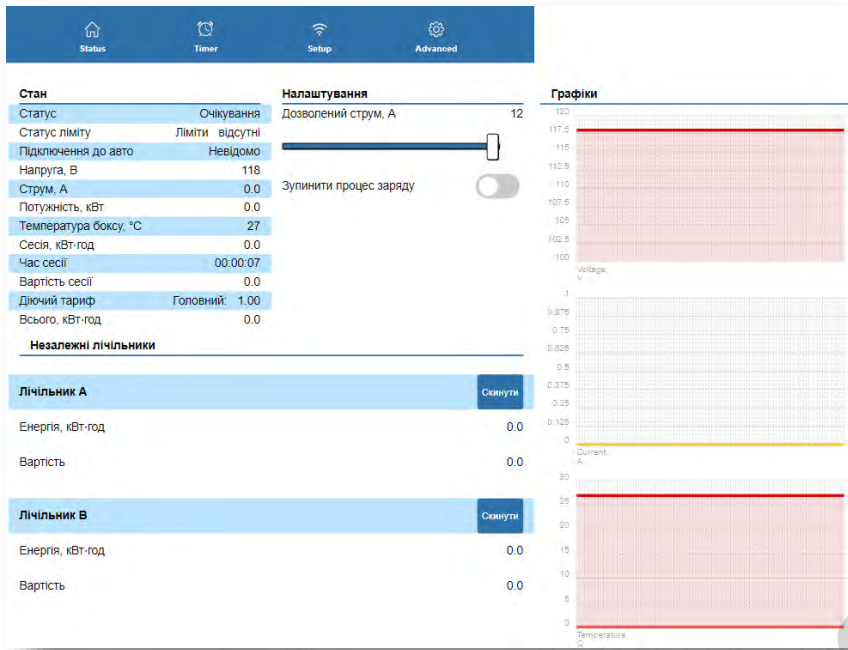 Status Timer Setup Advanced
Стан
Статус Очікування
Статус ліміту Ліміти відсутні
Підключення до авто Невідомо
Напруга, В 118
Струм, А 0.0
Потужність, кВт 0.0
Температура боксу, °C 27
Сесія, кВт-год 0.0
Час сесії 00:00:07
Вартість сесії 0.0
Діючий тариф Головний: 1.00
Всього, кВт-год 0.0
Налаштування
Дозволений струм, А 12
Зупинити процес заряду
Незалежні лічільники
Лічільник А Скинути
Енергія, кВт-год 0.0
Вартість 0.0
Лічільник В Скинути
Енергія, кВт-год 0.0
Вартість 0.0
Графіки
120
117.5
115
112.5
110
107.5
105
102.5
100
Voltage,
V
1
0.875
0.75
0.625
0.5
0.375
0.25
0.125
0
Current,
A
30
25
20
15
10
5
0
Temperature